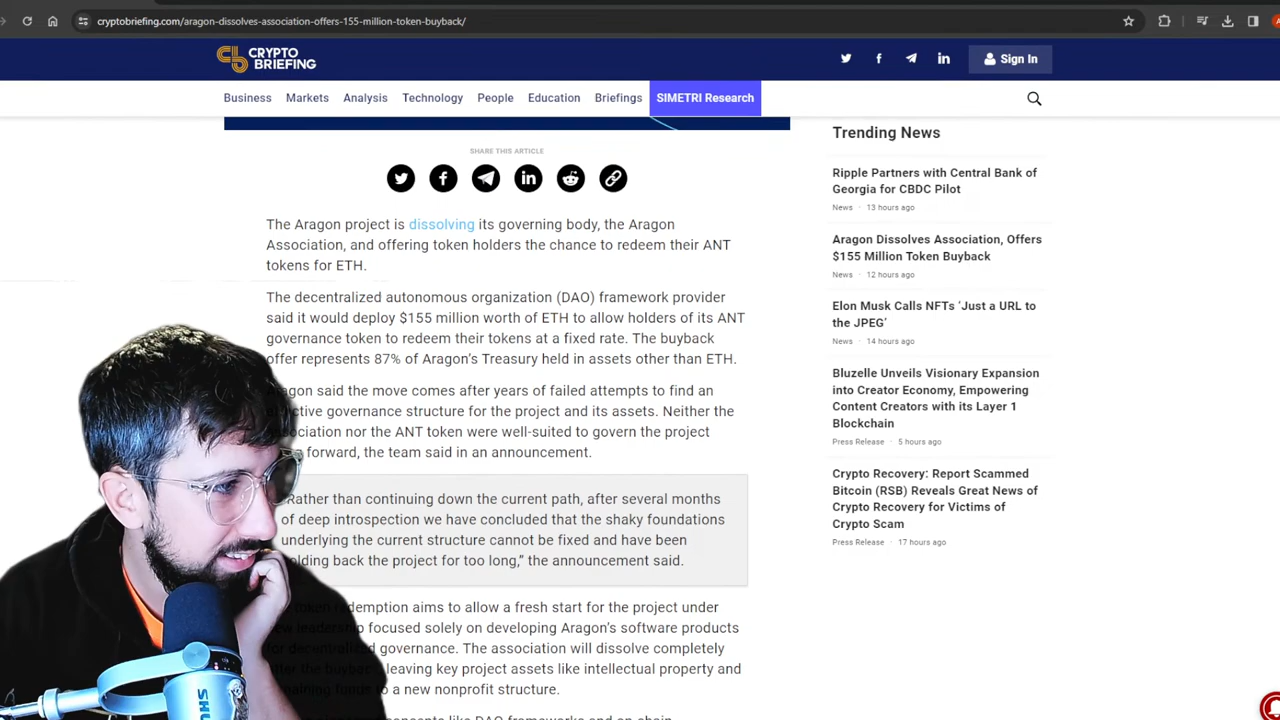 cryptobriefing.com/aragon-dissolves-association-offers-155-million-token-buyback/
CRYPTO
BRIEFING
Sign In
Business Markets Analysis Technology People Education Briefings SIMETRI Research
SHARE THIS ARTICLE
The Aragon project is dissolving its governing body, the Aragon
Association, and offering token holders the chance to redeem their ANT
tokens for ETH.
The decentralized autonomous organization (DAO) framework provider
said it would deploy $155 million worth of ETH to allow holders of its ANT
governance token to redeem their tokens at a fixed rate. The buyback
offer represents 87% of Aragon’s Treasury held in assets other than ETH.
Aragon said the move comes after years of failed attempts to find an
governance structure for the project and its assets. Neither the
nor the ANT token were well-suited to govern the project
forward, the team said in an announcement.
Rather than continuing down the current path, after several months
of deep introspection we have concluded that the shaky foundations
underlying the current structure cannot be fixed and have been
back the project for too long,” the announcement said.
redemption aims to allow a fresh start for the project under
leadership focused solely on developing Aragon’s software products
for decentralized governance. The association will dissolve completely
after the buyback, leaving key project assets like intellectual property and
to a new nonprofit structure.
Trending News
Ripple Partners with Central Bank of
Georgia for CBDC Pilot
News · 13 hours ago
Aragon Dissolves Association, Offers
$155 Million Token Buyback
News · 12 hours ago
Elon Musk Calls NFTs ‘Just a URL to
the JPEG’
News · 14 hours ago
Bluzelle Unveils Visionary Expansion
into Creator Economy, Empowering
Content Creators with its Layer 1
Blockchain
Press Release · 5 hours ago
Crypto Recovery: Report Scammed
Bitcoin (RSB) Reveals Great News of
Crypto Recovery for Victims of
Crypto Scam
Press Release · 17 hours ago